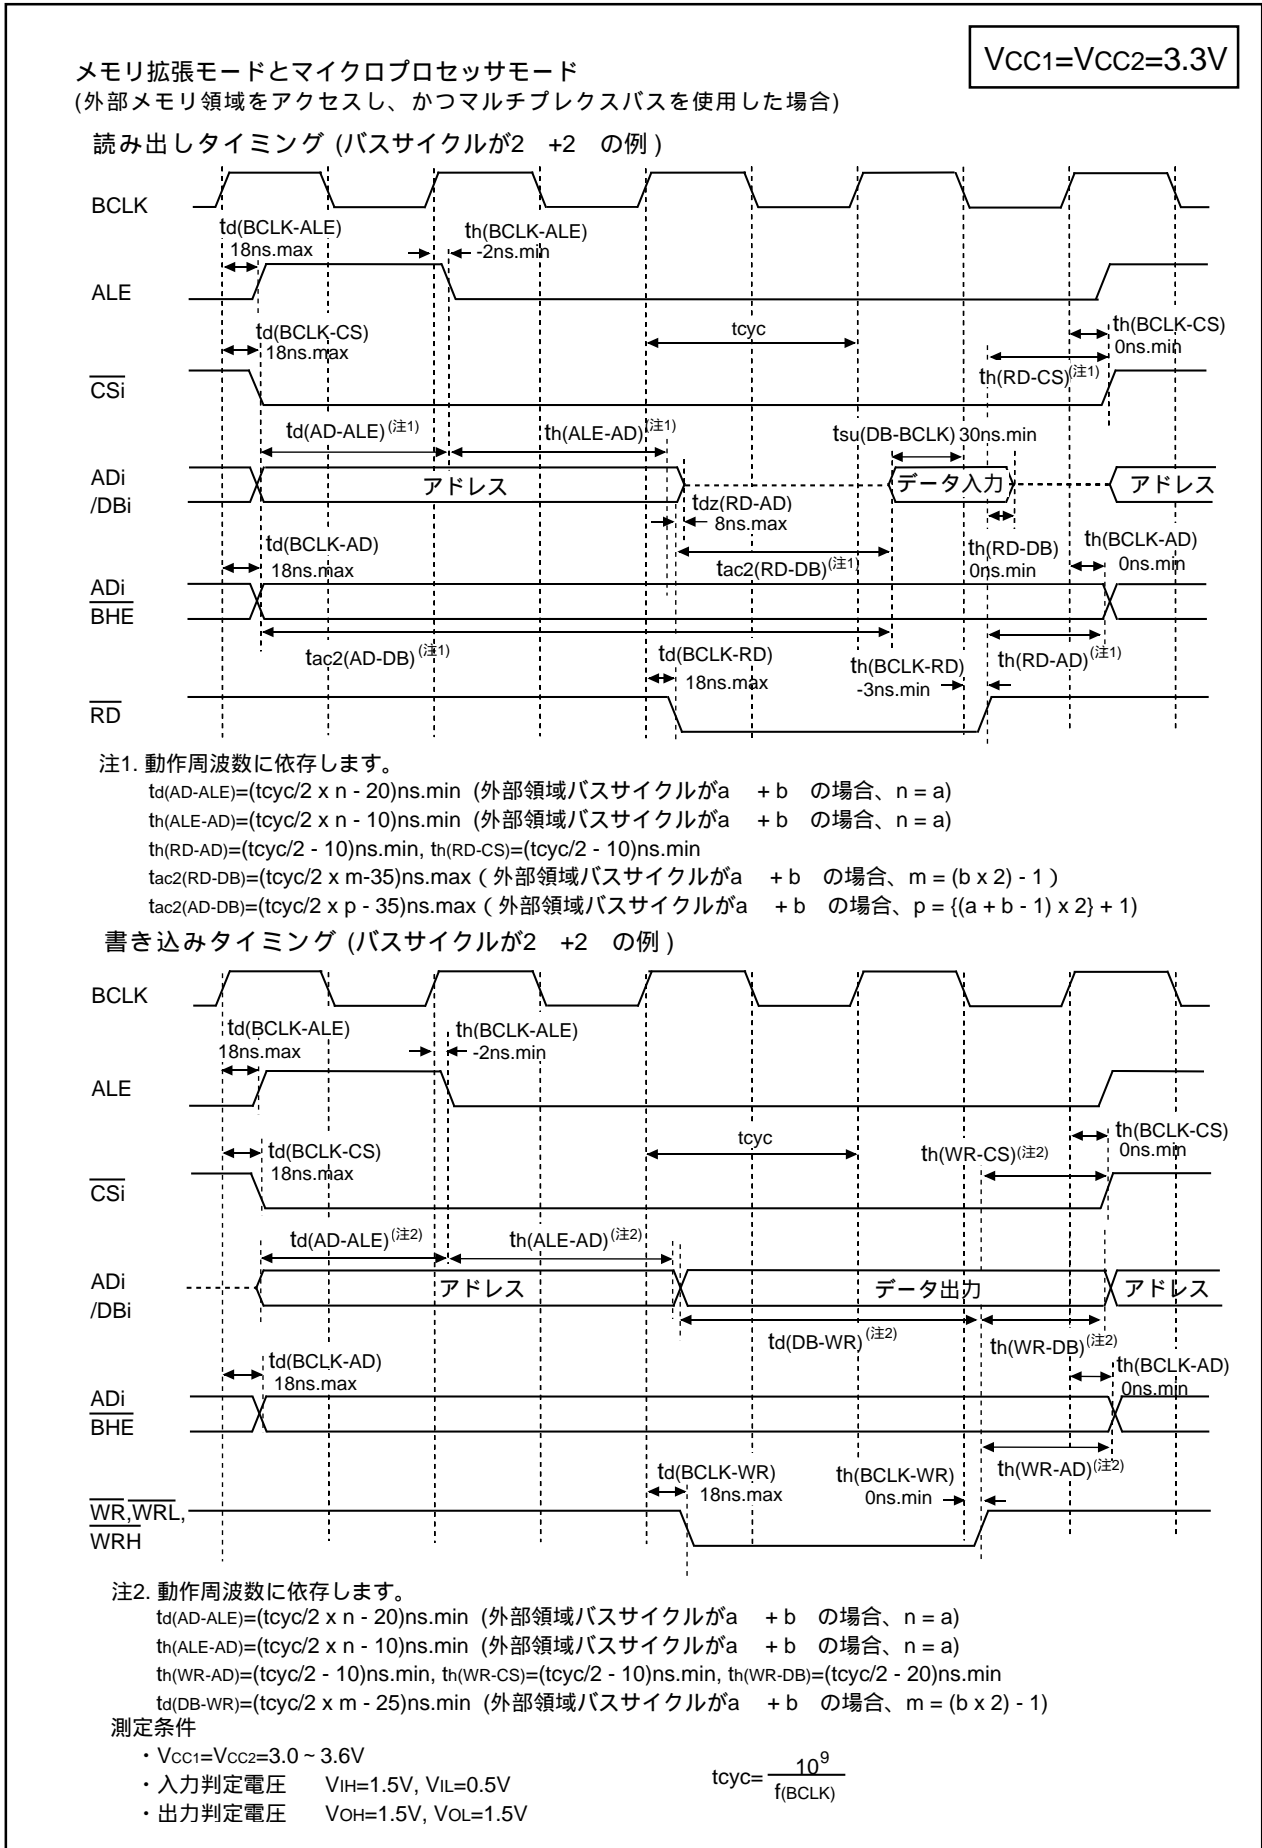 VCC1=VCC2=3.3V
メモリ拡張モードとマイクロプロセッサモード
(外部メモリ領域をアクセスし、かつマルチプレクスバスを使用した場合)
読み出しタイミング (バスサイクルが2 +2 の例)
BCLK
td(BCLK-ALE)
18ns.max
th(BCLK-ALE)
-2ns.min
ALE
td(BCLK-CS)
18ns.max
tcyc
th(BCLK-CS)
0ns.min
th(RD-CS)(注1)
CSi
td(AD-ALE)(注1)
th(ALE-AD)(注1)
tsu(DB-BCLK) 30ns.min
ADi
/DBi
アドレス
データ入力
アドレス
tdz(RD-AD)
8ns.max
td(BCLK-AD)
18ns.max
tac2(RD-DB)(注1)
th(RD-DB)
0ns.min
th(BCLK-AD)
0ns.min
ADi
BHE
tac2(AD-DB)(注1)
td(BCLK-RD)
18ns.max
th(BCLK-RD)
-3ns.min
th(RD-AD)(注1)
RD
注1. 動作周波数に依存します。
td(AD-ALE)=(tcyc/2 x n - 20)ns.min (外部領域バスサイクルがa + b の場合、n = a)
th(ALE-AD)=(tcyc/2 x n - 10)ns.min (外部領域バスサイクルがa + b の場合、n = a)
th(RD-AD)=(tcyc/2 - 10)ns.min, th(RD-CS)=(tcyc/2 - 10)ns.min
tac2(RD-DB)=(tcyc/2 x m-35)ns.max (外部領域バスサイクルがa + b の場合、m = (b x 2) - 1 )
tac2(AD-DB)=(tcyc/2 x p - 35)ns.max (外部領域バスサイクルがa + b の場合、p = {(a + b - 1) x 2} + 1)
書き込みタイミング (バスサイクルが2 +2 の例)
BCLK
td(BCLK-ALE)
18ns.max
th(BCLK-ALE)
-2ns.min
ALE
td(BCLK-CS)
18ns.max
tcyc
th(WR-CS)(注2)
th(BCLK-CS)
0ns.min
CSi
td(AD-ALE)(注2)
th(ALE-AD)(注2)
ADi
/DBi
アドレス
データ出力
アドレス
td(DB-WR)(注2)
th(WR-DB)(注2)
td(BCLK-AD)
18ns.max
th(BCLK-AD)
0ns.min
ADi
BHE
td(BCLK-WR)
18ns.max
th(BCLK-WR)
0ns.min
th(WR-AD)(注2)
WR,WRL,
WRH
注2. 動作周波数に依存します。
td(AD-ALE)=(tcyc/2 x n - 20)ns.min (外部領域バスサイクルがa + b の場合、n = a)
th(ALE-AD)=(tcyc/2 x n - 10)ns.min (外部領域バスサイクルがa + b の場合、n = a)
th(WR-AD)=(tcyc/2 - 10)ns.min, th(WR-CS)=(tcyc/2 - 10)ns.min, th(WR-DB)=(tcyc/2 - 20)ns.min
td(DB-WR)=(tcyc/2 x m - 25)ns.min (外部領域バスサイクルがa + b の場合、m = (b x 2) - 1)
測定条件
・VCC1=VCC2=3.0~3.6V
・入力判定電圧 VIH=1.5V, VIL=0.5V
・出力判定電圧 VOH=1.5V, VOL=1.5V
tcyc= 10^9 / f(BCLK)